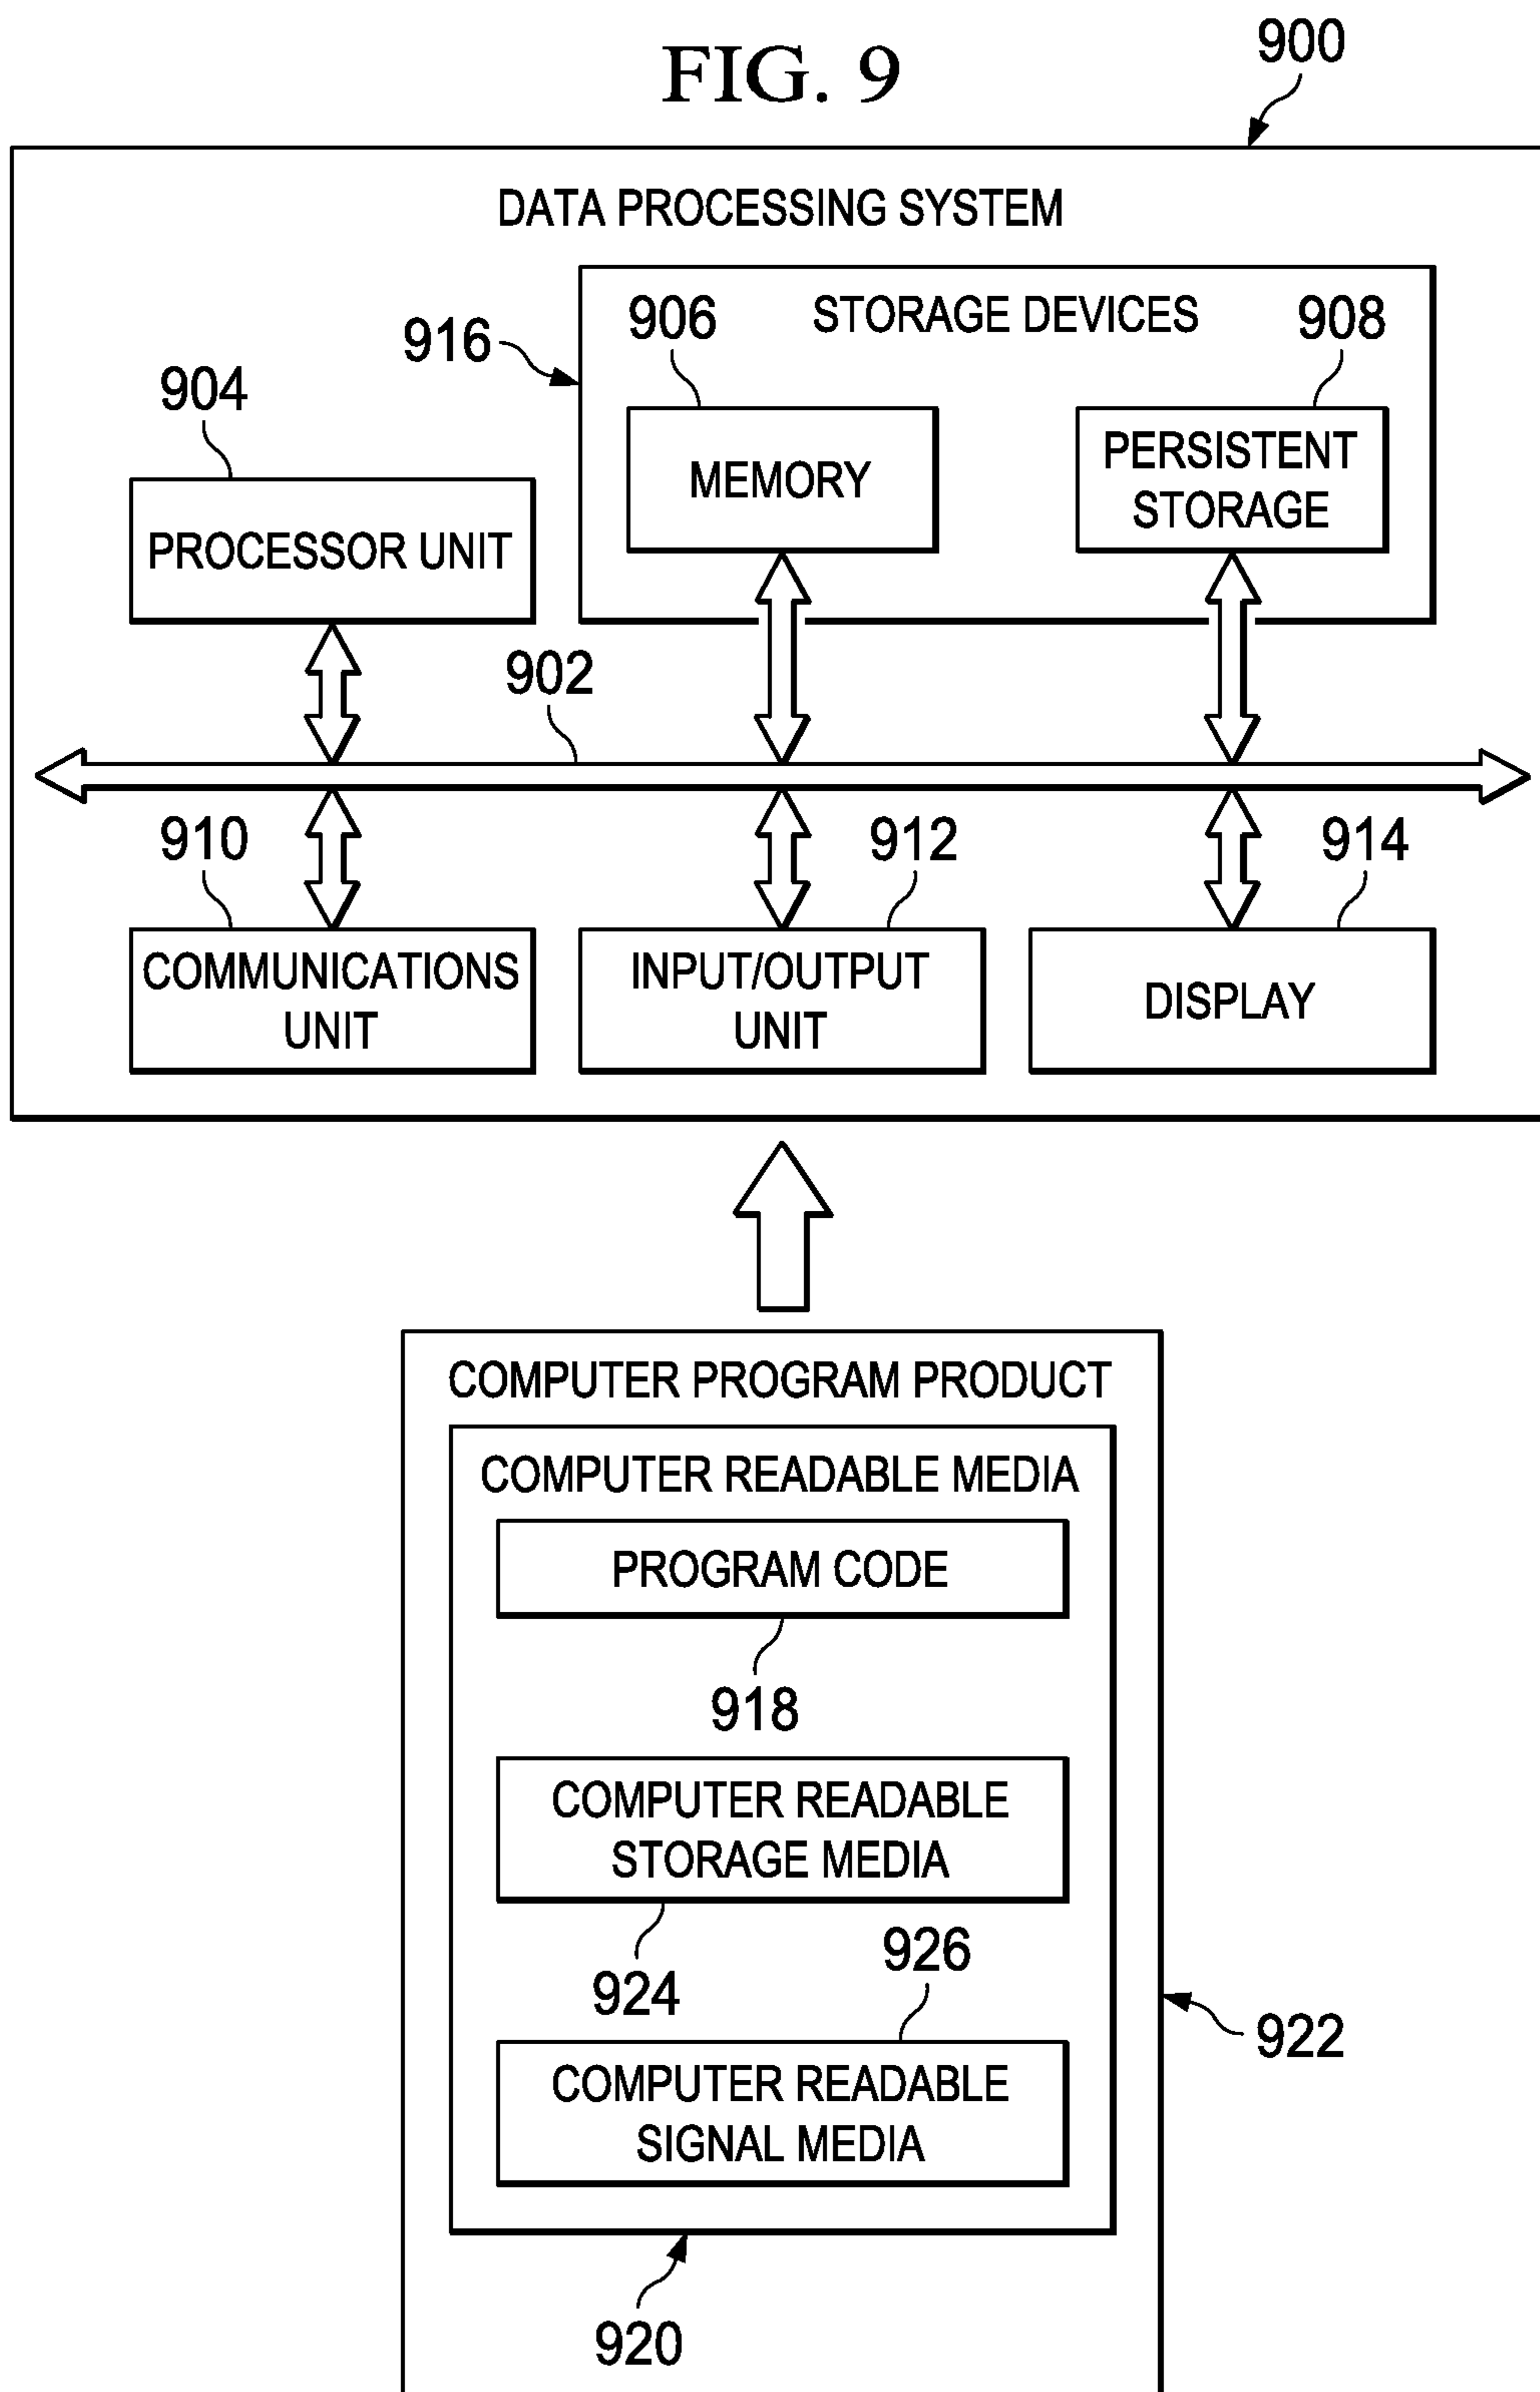 FIG. 9
900
DATA PROCESSING SYSTEM
916
906
STORAGE DEVICES
908
904
MEMORY
PERSISTENT
STORAGE
PROCESSOR UNIT
902
910
912
914
COMMUNICATIONS
UNIT
INPUT/OUTPUT
UNIT
DISPLAY
COMPUTER PROGRAM PRODUCT
COMPUTER READABLE MEDIA
PROGRAM CODE
918
COMPUTER READABLE
STORAGE MEDIA
924
926
922
COMPUTER READABLE
SIGNAL MEDIA
920